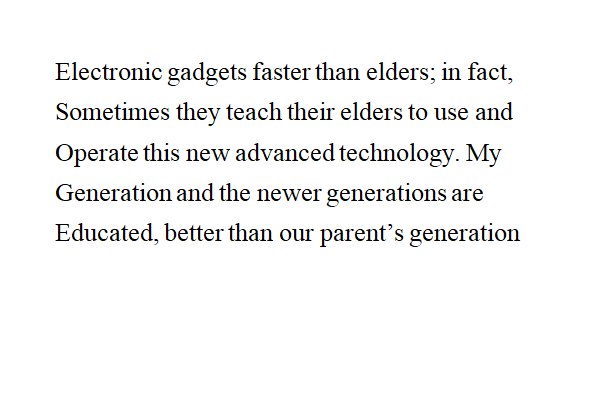 Electronic gadgets faster than elders; in fact,
Sometimes they teach their elders to use and
Operate this new advanced technology. My
Generation and the newer generations are
Educated, better than our parent’s generation